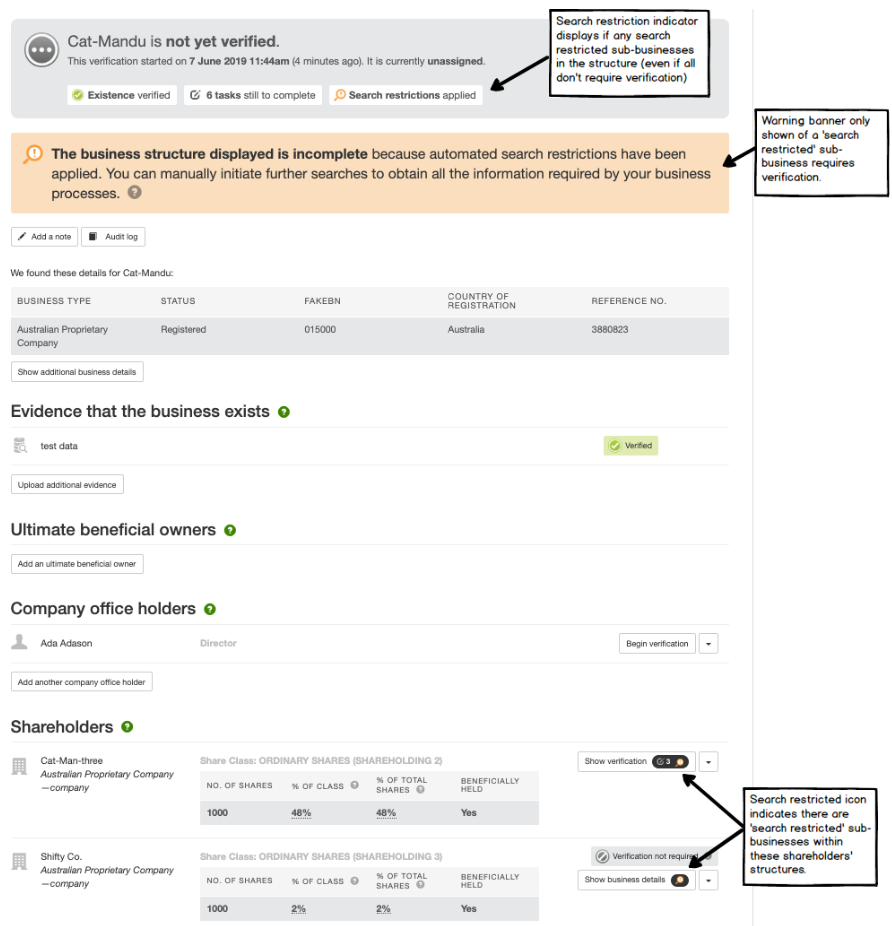 Cat-Mandu is not yet verified.
This verification started on 7 June 2019 11:44am (4 minutes ago). It is currently unassigned.
Existence verified
6 tasks still to complete
Search restrictions applied
Search restriction indicator
displays if any search
restricted sub-businesses
in the structure (even if all
don't require verification)
The business structure displayed is incomplete because automated search restrictions have been
applied. You can manually initiate further searches to obtain all the information required by your business
processes. ?
Warning banner only
shown of a 'search
restricted' sub-
business requires
verification.
Add a note
Audit log
We found these details for Cat-Mandu:
BUSINESS TYPE STATUS FAKEBN COUNTRY OF REGISTRATION REFERENCE NO.
Australian Proprietary Company Registered 015000 Australia 3880823
Show additional business details
Evidence that the business exists ?
test data Verified
Upload additional evidence
Ultimate beneficial owners ?
Add an ultimate beneficial owner
Company office holders ?
Ada Adason Director Begin verification
Add another company office holder
Shareholders ?
Cat-Man-three
Australian Proprietary Company
—company
Share Class: ORDINARY SHARES (SHAREHOLDING 2)
NO. OF SHARES % OF CLASS ? % OF TOTAL SHARES ? BENEFICIALLY HELD
1000 48% 48% Yes
Show verification 3
Search restricted icon
indicates there are
'search restricted' sub-
businesses within
these shareholders'
structures.
Shifty Co.
Australian Proprietary Company
—company
Share Class: ORDINARY SHARES (SHAREHOLDING 3)
NO. OF SHARES % OF CLASS ? % OF TOTAL SHARES ? BENEFICIALLY HELD
1000 2% 2% Yes
Verification not required
Show business details